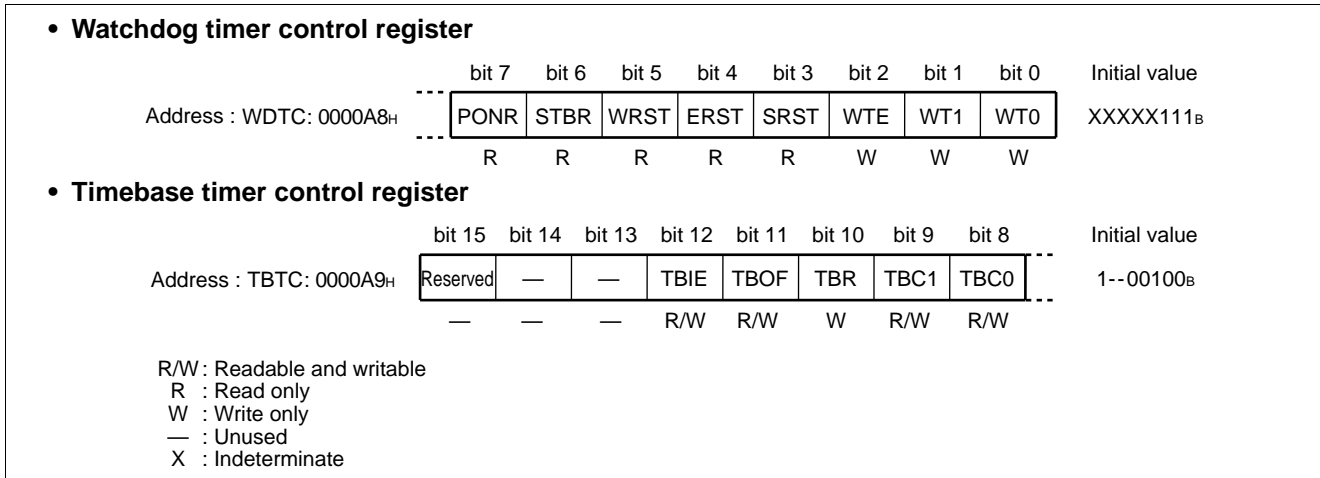 • Watchdog timer control register
bit 7 bit 6 bit 5 bit 4 bit 3 bit 2 bit 1 bit 0 Initial value
Address : WDTC: 0000A8H PONR STBR WRST ERST SRST WTE WT1 WT0 XXXXX111B
R R R R R W W W
• Timebase timer control register
bit 15 bit 14 bit 13 bit 12 bit 11 bit 10 bit 9 bit 8 Initial value
Address : TBTC: 0000A9H Reserved — — TBIE TBOF TBR TBC1 TBC0 1--00100B
— — — R/W R/W W R/W R/W
R/W : Readable and writable
R : Read only
W : Write only
— : Unused
X : Indeterminate